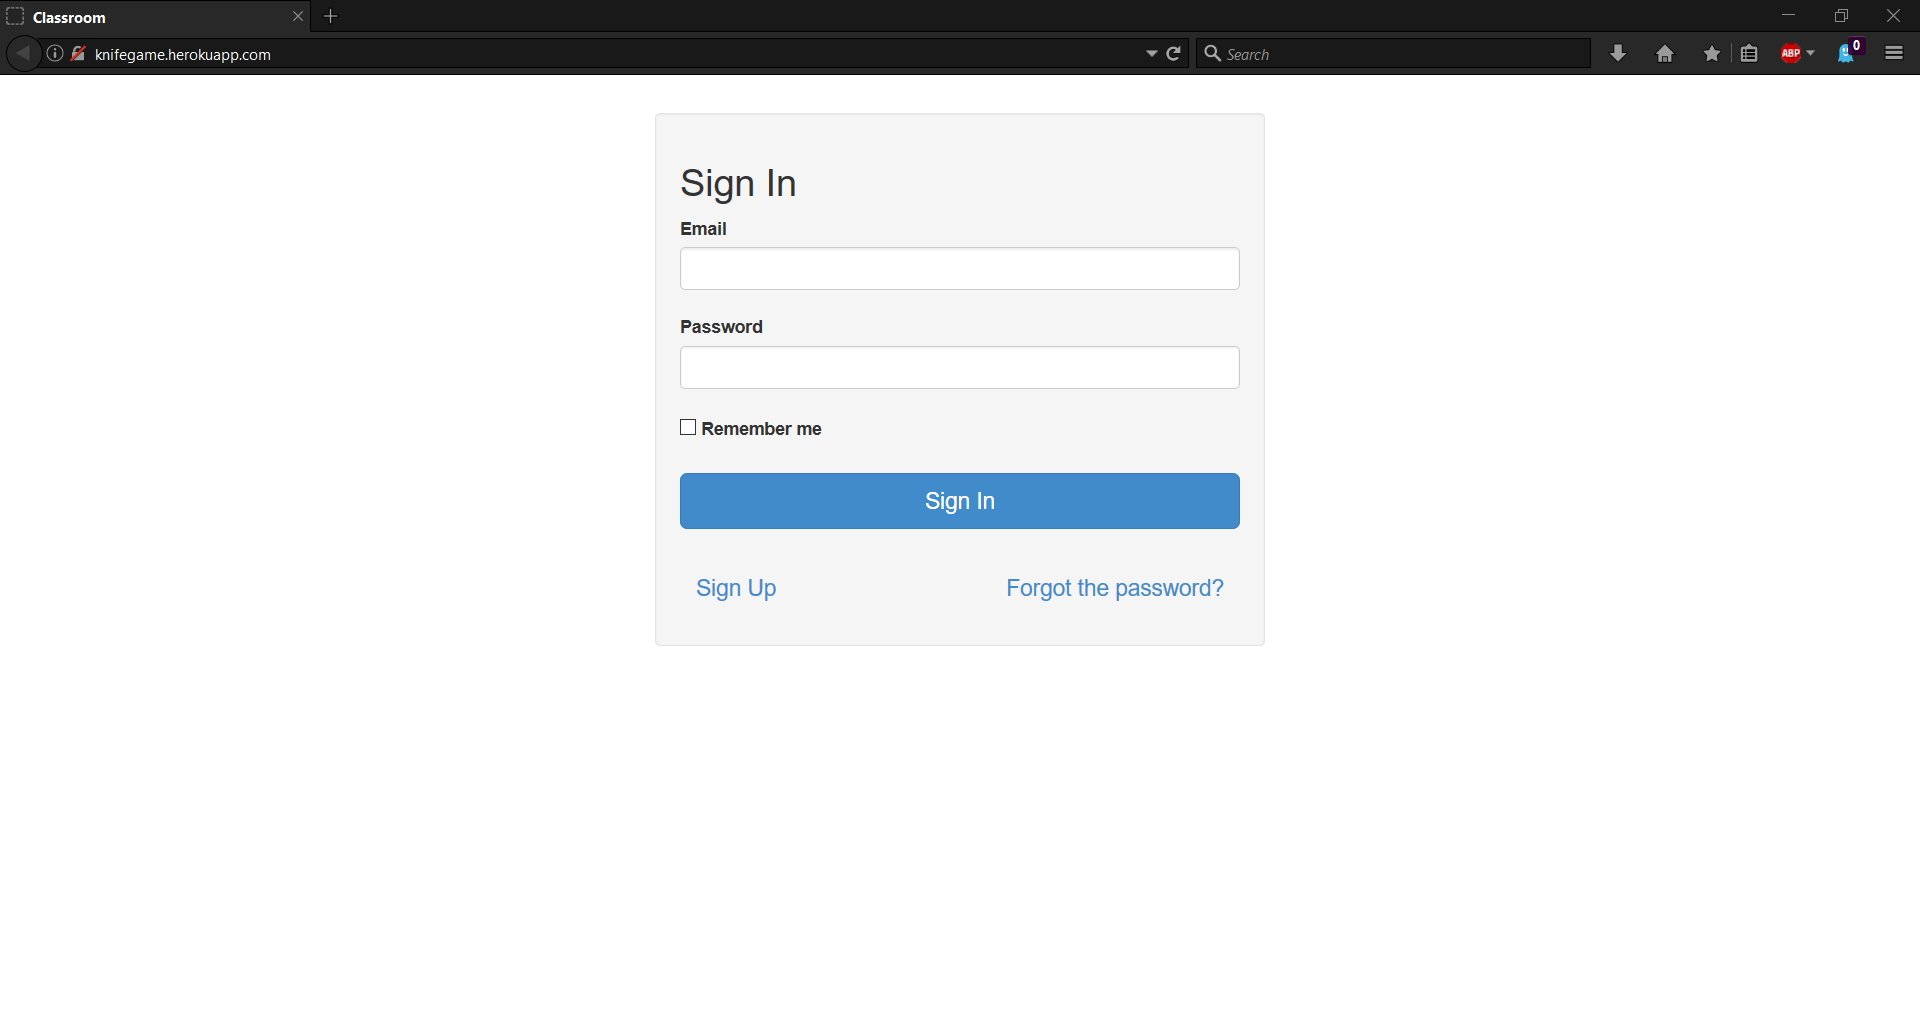 Classroom
knifegame.herokuapp.com
Search
ABP
0
Sign In
Email
Password
Remember me
Sign In
Sign Up Forgot the password?